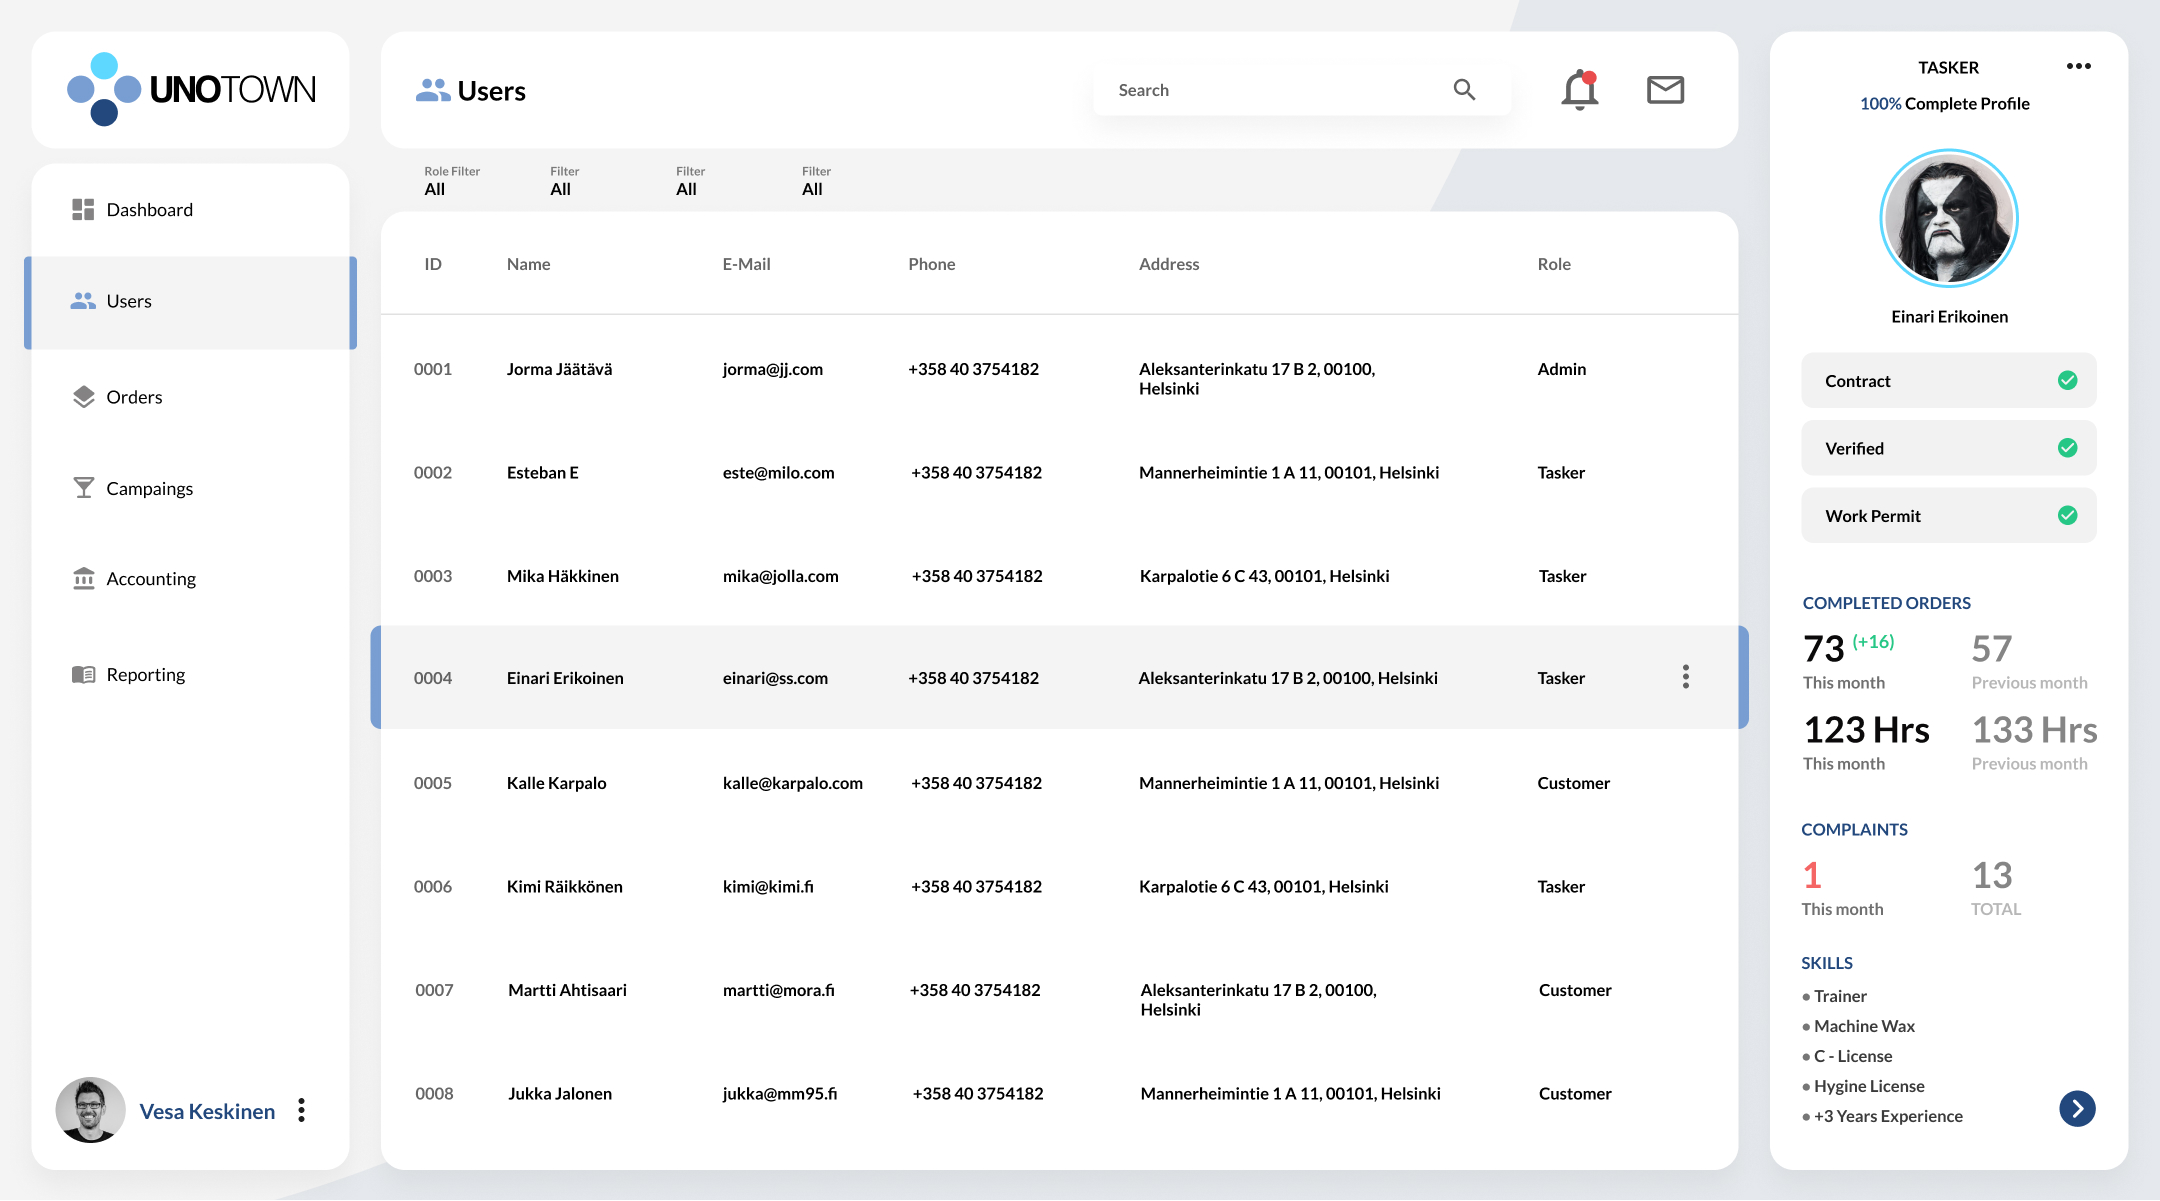 UNOTOWN
Dashboard
Users
Orders
Campaings
Accounting
Reporting
Vesa Keskinen
Users
Search
Role Filter
All
Filter
All
Filter
All
Filter
All
ID Name E-Mail Phone Address Role
0001 Jorma Jäätävä jorma@jj.com +358 40 3754182 Aleksanterinkatu 17 B 2, 00100, Admin
Helsinki
0002 Esteban E este@milo.com +358 40 3754182 Mannerheimintie 1 A 11, 00101, Helsinki Tasker
0003 Mika Häkkinen mika@jolla.com +358 40 3754182 Karpalotie 6 C 43, 00101, Helsinki Tasker
0004 Einari Erikoinen einari@ss.com +358 40 3754182 Aleksanterinkatu 17 B 2, 00100, Helsinki Tasker
0005 Kalle Karpalo kalle@karpalo.com +358 40 3754182 Mannerheimintie 1 A 11, 00101, Helsinki Customer
0006 Kimi Räikkönen kimi@kimi.fi +358 40 3754182 Karpalotie 6 C 43, 00101, Helsinki Tasker
0007 Martti Ahtisaari martti@mora.fi +358 40 3754182 Aleksanterinkatu 17 B 2, 00100, Customer
Helsinki
0008 Jukka Jalonen jukka@mm95.fi +358 40 3754182 Mannerheimintie 1 A 11, 00101, Helsinki Customer
TASKER
100% Complete Profile
Einari Erikoinen
Contract
Verified
Work Permit
COMPLETED ORDERS
73 (+16) 57
This month Previous month
123 Hrs 133 Hrs
This month Previous month
COMPLAINTS
1 13
This month TOTAL
SKILLS
• Trainer
• Machine Wax
• C - License
• Hygine License
• +3 Years Experience